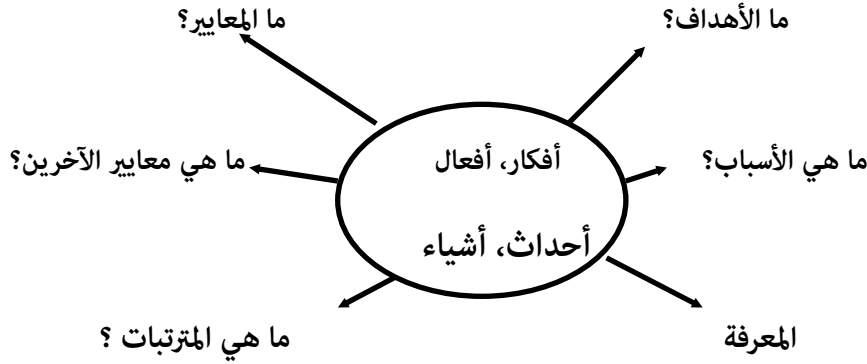 ما الأهداف؟
ما المعايير؟
ما هي الأسباب؟
أفكار، أفعال
ما هي معايير الآخرين؟
أحداث، أشياء
المعرفة
ما هي المترتبات ؟